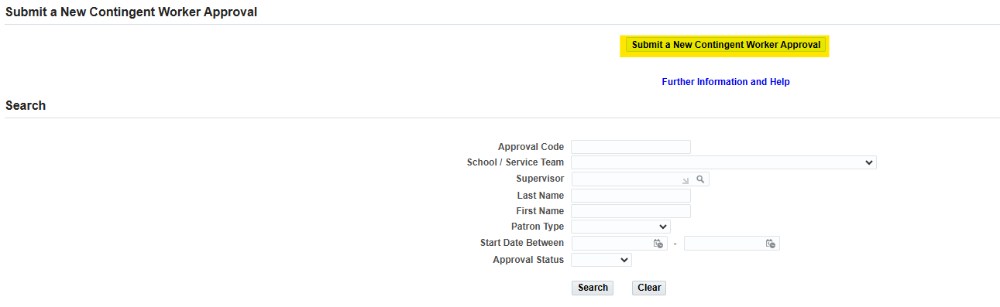 Submit a New Contingent Worker Approval
Submit a New Contingent Worker Approval
Further Information and Help
Search
Approval Code
School / Service Team
Supervisor
Last Name
First Name
Patron Type
Start Date Between -
Approval Status
Search Clear